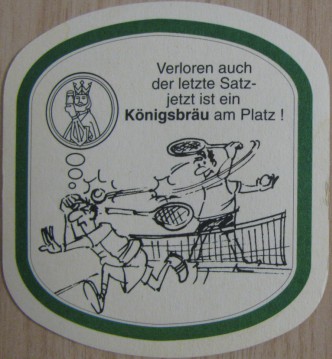 Verloren auch
der letzte Satz-
jetzt ist ein
Königsbräu am Platz !